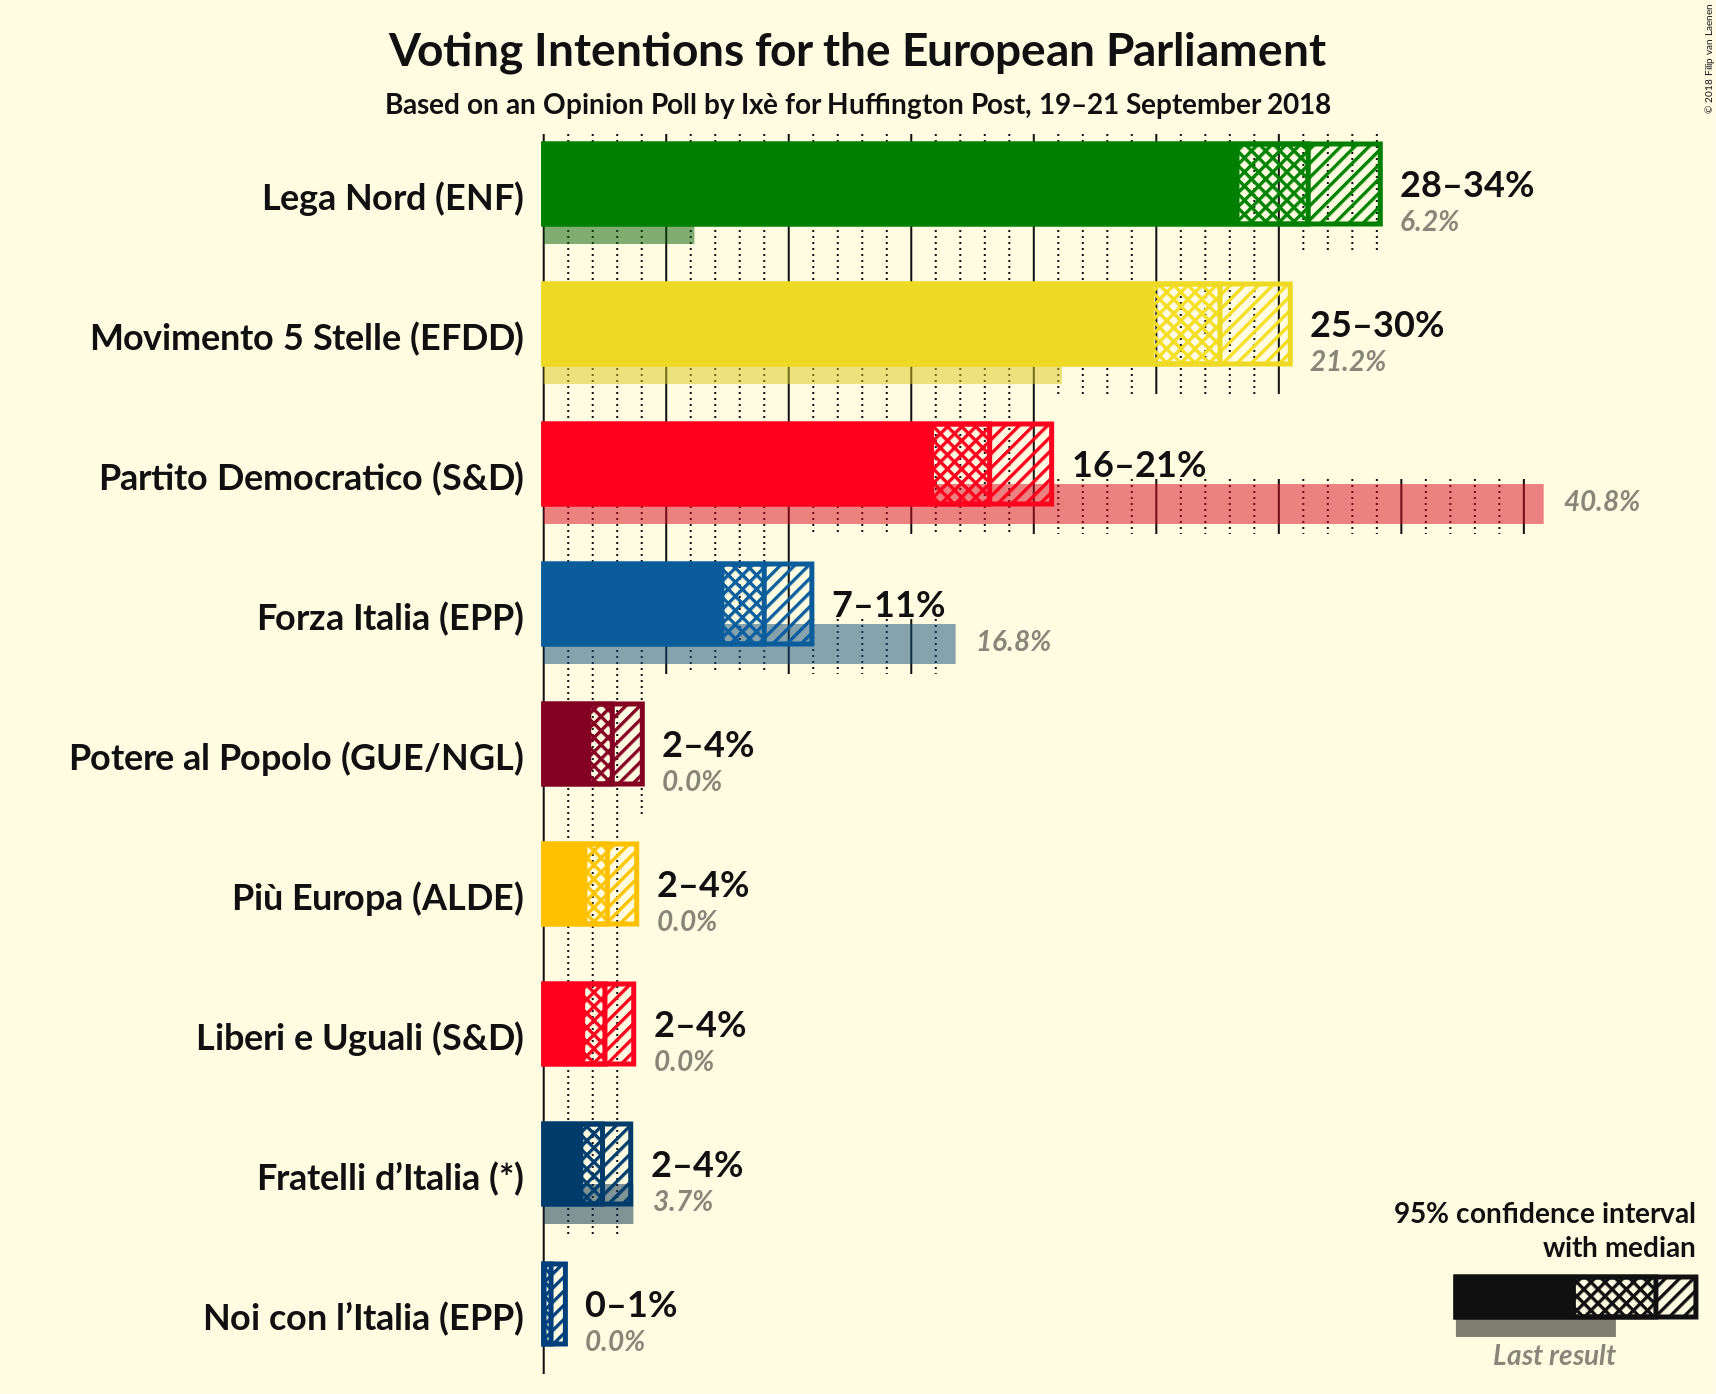 Voting Intentions for the European Parliament
Based on an Opinion Poll by Ixè for Huffington Post, 19–21 September 2018
© 2018 Filip van Laenen
Lega Nord (ENF)
28–34%
6.2%
Movimento 5 Stelle (EFDD)
25–30%
21.2%
Partito Democratico (S&D)
16–21%
40.8%
Forza Italia (EPP)
7–11%
16.8%
Potere al Popolo (GUE/NGL)
2–4%
0.0%
Più Europa (ALDE)
2–4%
0.0%
Liberi e Uguali (S&D)
2–4%
0.0%
Fratelli d’Italia (*)
2–4%
3.7%
Noi con l’Italia (EPP)
0–1%
0.0%
95% confidence interval
with median
Last result